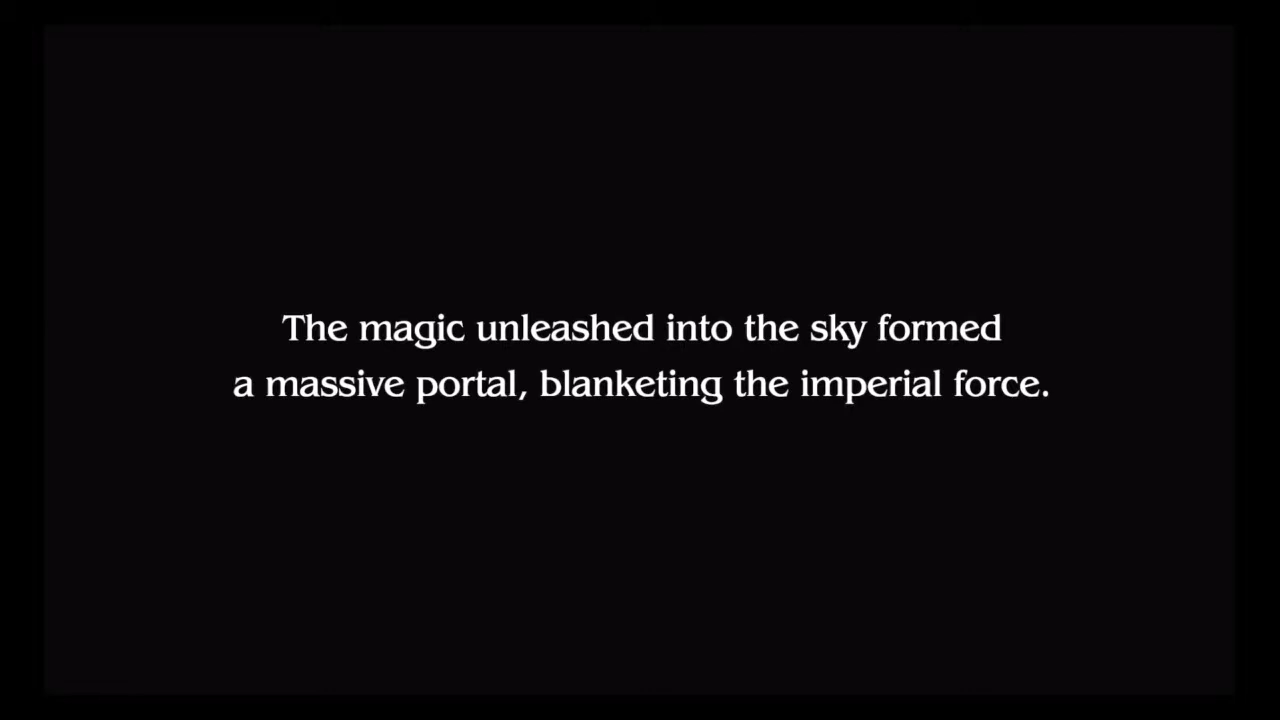 The magic unleashed into the sky formed
a massive portal, blanketing the imperial force.